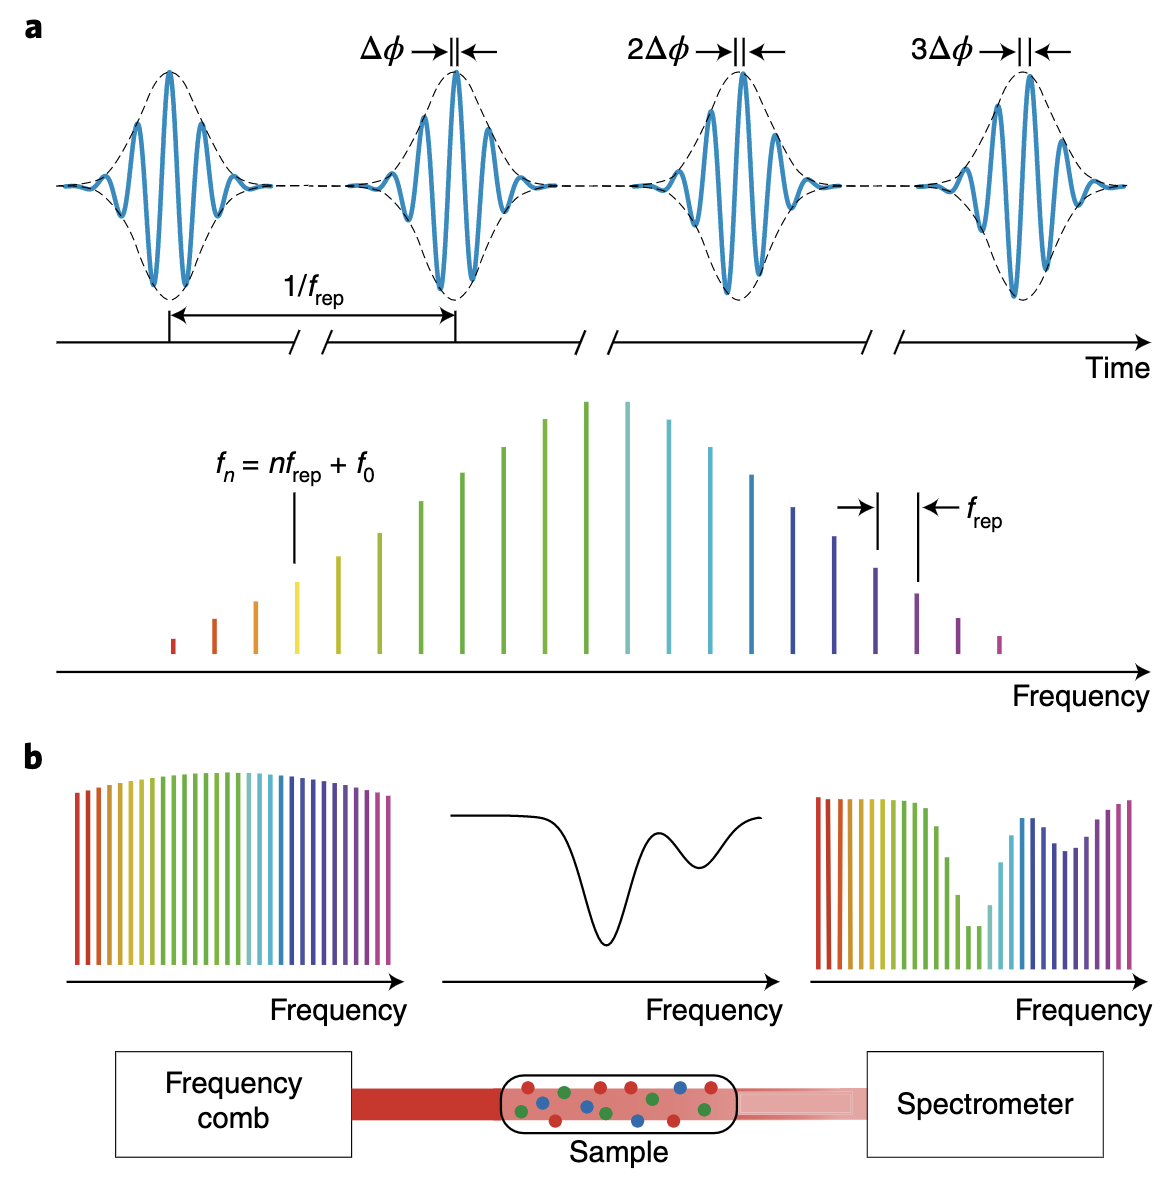 a
Δϕ
2Δϕ
3Δϕ
1/frep
Time
fn = nfrep + f0
frep
Frequency
b
Frequency
Frequency
Frequency
Frequency
comb
Sample
Spectrometer